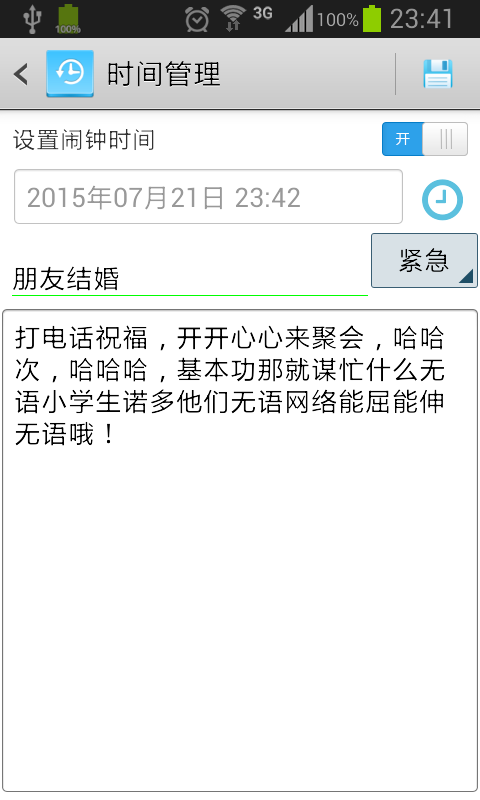 100% 3G 100% 23:41
时间管理
设置闹钟时间 开
2015年07月21日 23:42
紧急
朋友结婚
打电话祝福，开开心心来聚会，哈哈
次，哈哈哈，基本功那就谋忙什么无
语小学生诺多他们无语网络能屈能伸
无语哦！